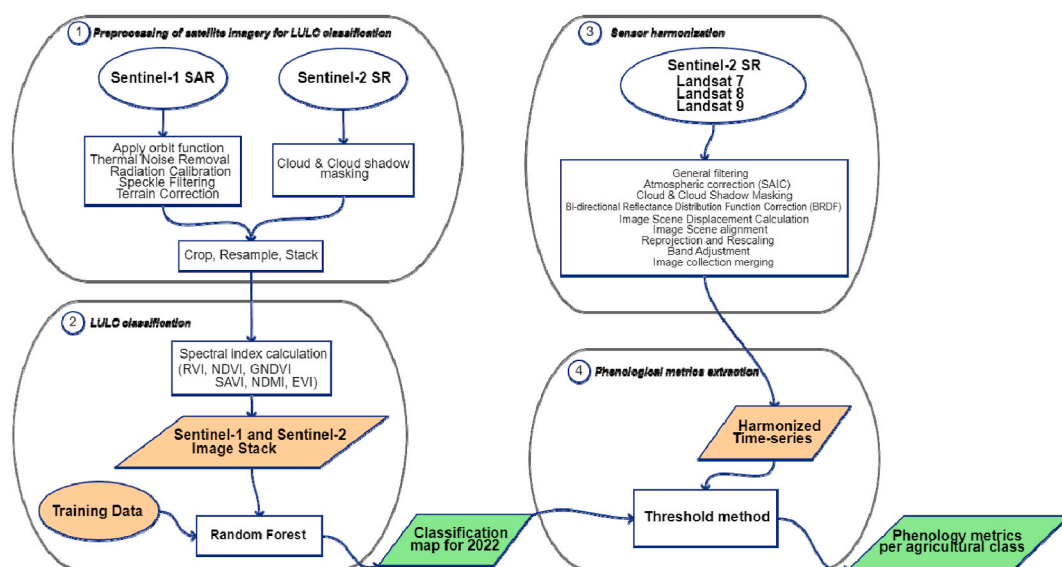 1 Preprocessing of satellite imagery for LULC classification
Sentinel-1 SAR
Sentinel-2 SR
Apply orbit function
Thermal Noise Removal
Radiation Calibration
Speckle Filtering
Terrain Correction
Cloud & Cloud shadow
masking
Crop, Resample, Stack
2 LULC classification
Spectral index calculation
(RVI, NDVI, GNDVI
SAVI, NDMI, EVI)
Sentinel-1 and Sentinel-2
Image Stack
Training Data
Random Forest
Classification
map for 2022
3 Sensor harmonization
Sentinel-2 SR
Landsat 7
Landsat 8
Landsat 9
General filtering
Atmospheric correction (SAIC)
Cloud & Cloud Shadow Masking
Bi-directional Reflectance Distribution Function Correction (BRDF)
Image Scene Displacement Calculation
Image Scene alignment
Reprojection and Rescaling
Band Adjustment
Image collection merging
4 Phenological metrics extraction
Harmonized
Time-series
Threshold method
Phenology metrics
per agricultural class